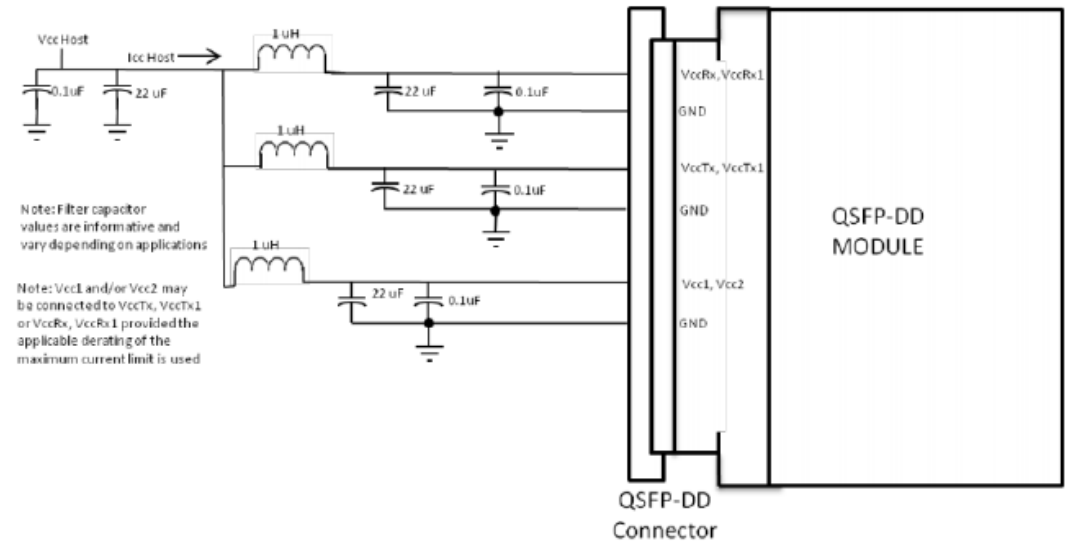 Vcc Host
Icc Host
1 uH
0.1uF
22 uF
22 uF
0.1uF
VccRx, VccRx1
GND
1 uH
22 uF
0.1uF
VccTx, VccTx1
GND
Note: Filter capacitor
values are informative and
vary depending on applications
1 uH
22 uF
0.1uF
Vcc1, Vcc2
GND
Note: Vcc1 and/or Vcc2 may
be connected to VccTx, VccTx1
or VccRx, VccRx1 provided the
applicable derating of the
maximum current limit is used
QSFP-DD
MODULE
QSFP-DD
Connector